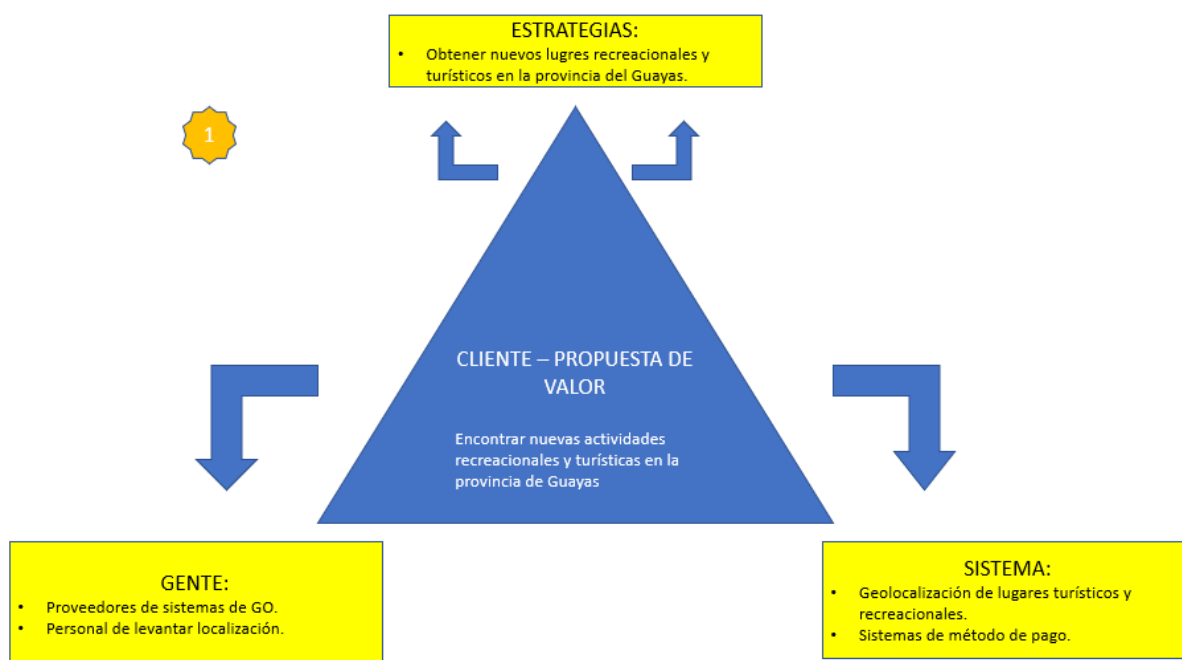 ESTRATEGIAS:
• Obtener nuevos lugres recreacionales y
turísticos en la provincia del Guayas.
1
CLIENTE – PROPUESTA DE
VALOR
Encontrar nuevas actividades
recreacionales y turísticas en la
provincia de Guayas
GENTE:
• Proveedores de sistemas de GO.
• Personal de levantar localización.
SISTEMA:
• Geolocalización de lugares turísticos y
recreacionales.
• Sistemas de método de pago.